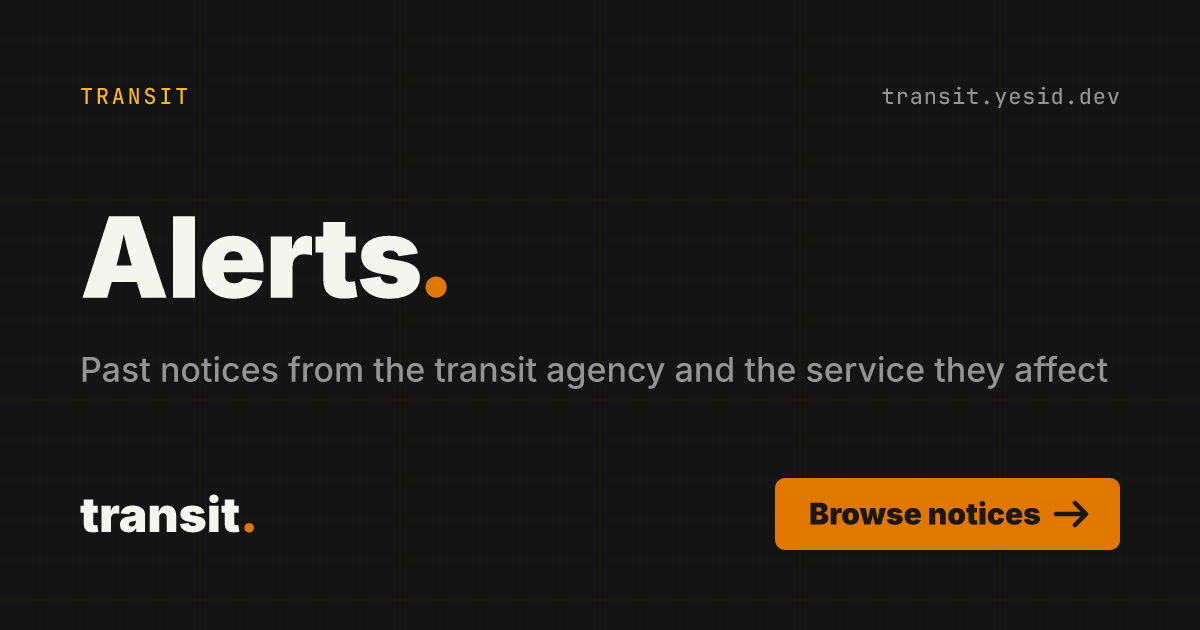 TRANSIT
transit.yesid.dev
Alerts.
Past notices from the transit agency and the service they affect
transit.
Browse notices →